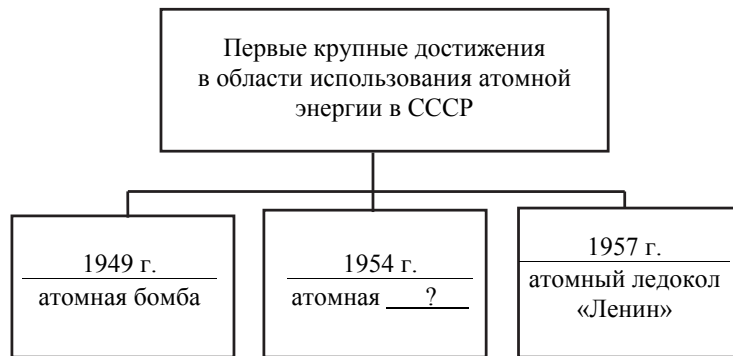 Первые крупные достижения
в области использования атомной
энергии в СССР
1949 г.
атомная бомба
1954 г.
атомная ?
1957 г.
атомный ледокол
«Ленин»